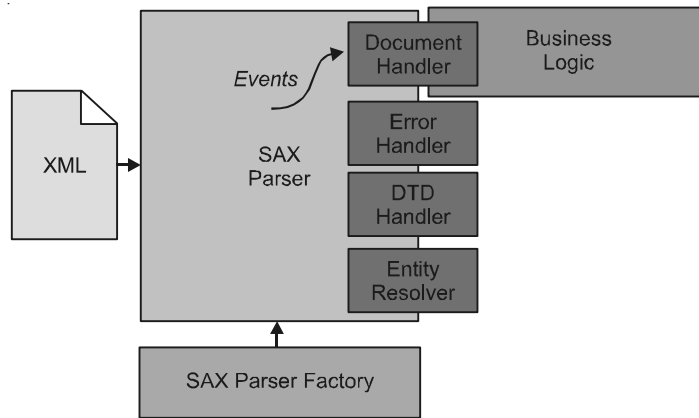 Document
Handler
Business
Logic
Events
Error
Handler
XML
SAX
Parser
DTD
Handler
Entity
Resolver
SAX Parser Factory